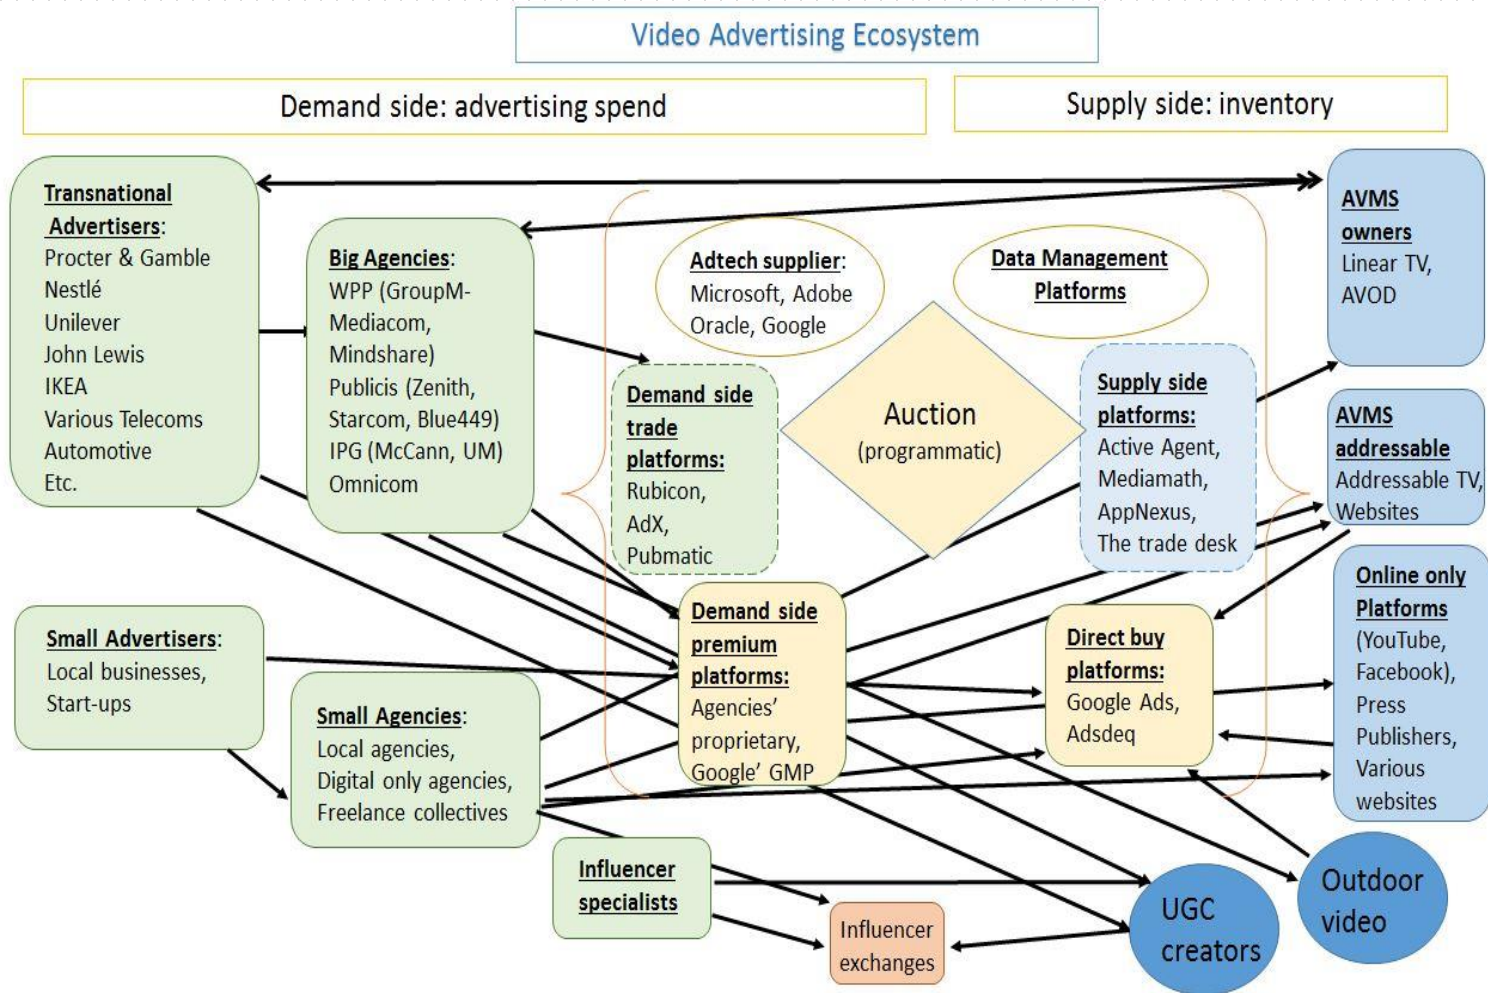 Video Advertising Ecosystem
Demand side: advertising spend
Supply side: inventory
Transnational
Advertisers:
Procter & Gamble
Nestlé
Unilever
John Lewis
IKEA
Various Telecoms
Automotive
Etc.
Big Agencies:
WPP (GroupM-
Mediacom,
Mindshare)
Publicis (Zenith,
Starcom, Blue449)
IPG (McCann, UM)
Omnicom
Adtech supplier:
Microsoft, Adobe
Oracle, Google
Data Management
Platforms
AVMS
owners
Linear TV,
AVOD
Demand side
trade
platforms:
Rubicon,
AdX,
Pubmatic
Auction
(programmatic)
Supply side
platforms:
Active Agent,
Mediamath,
AppNexus,
The trade desk
AVMS
addressable
Addressable TV,
Websites
Small Advertisers:
Local businesses,
Start-ups
Small Agencies:
Local agencies,
Digital only agencies,
Freelance collectives
Demand side
premium
platforms:
Agencies’
proprietary,
Google’ GMP
Direct buy
platforms:
Google Ads,
Adsdeq
Online only
Platforms
(YouTube,
Facebook),
Press
Publishers,
Various
websites
Influencer
specialists
Influencer
exchanges
UGC
creators
Outdoor
video